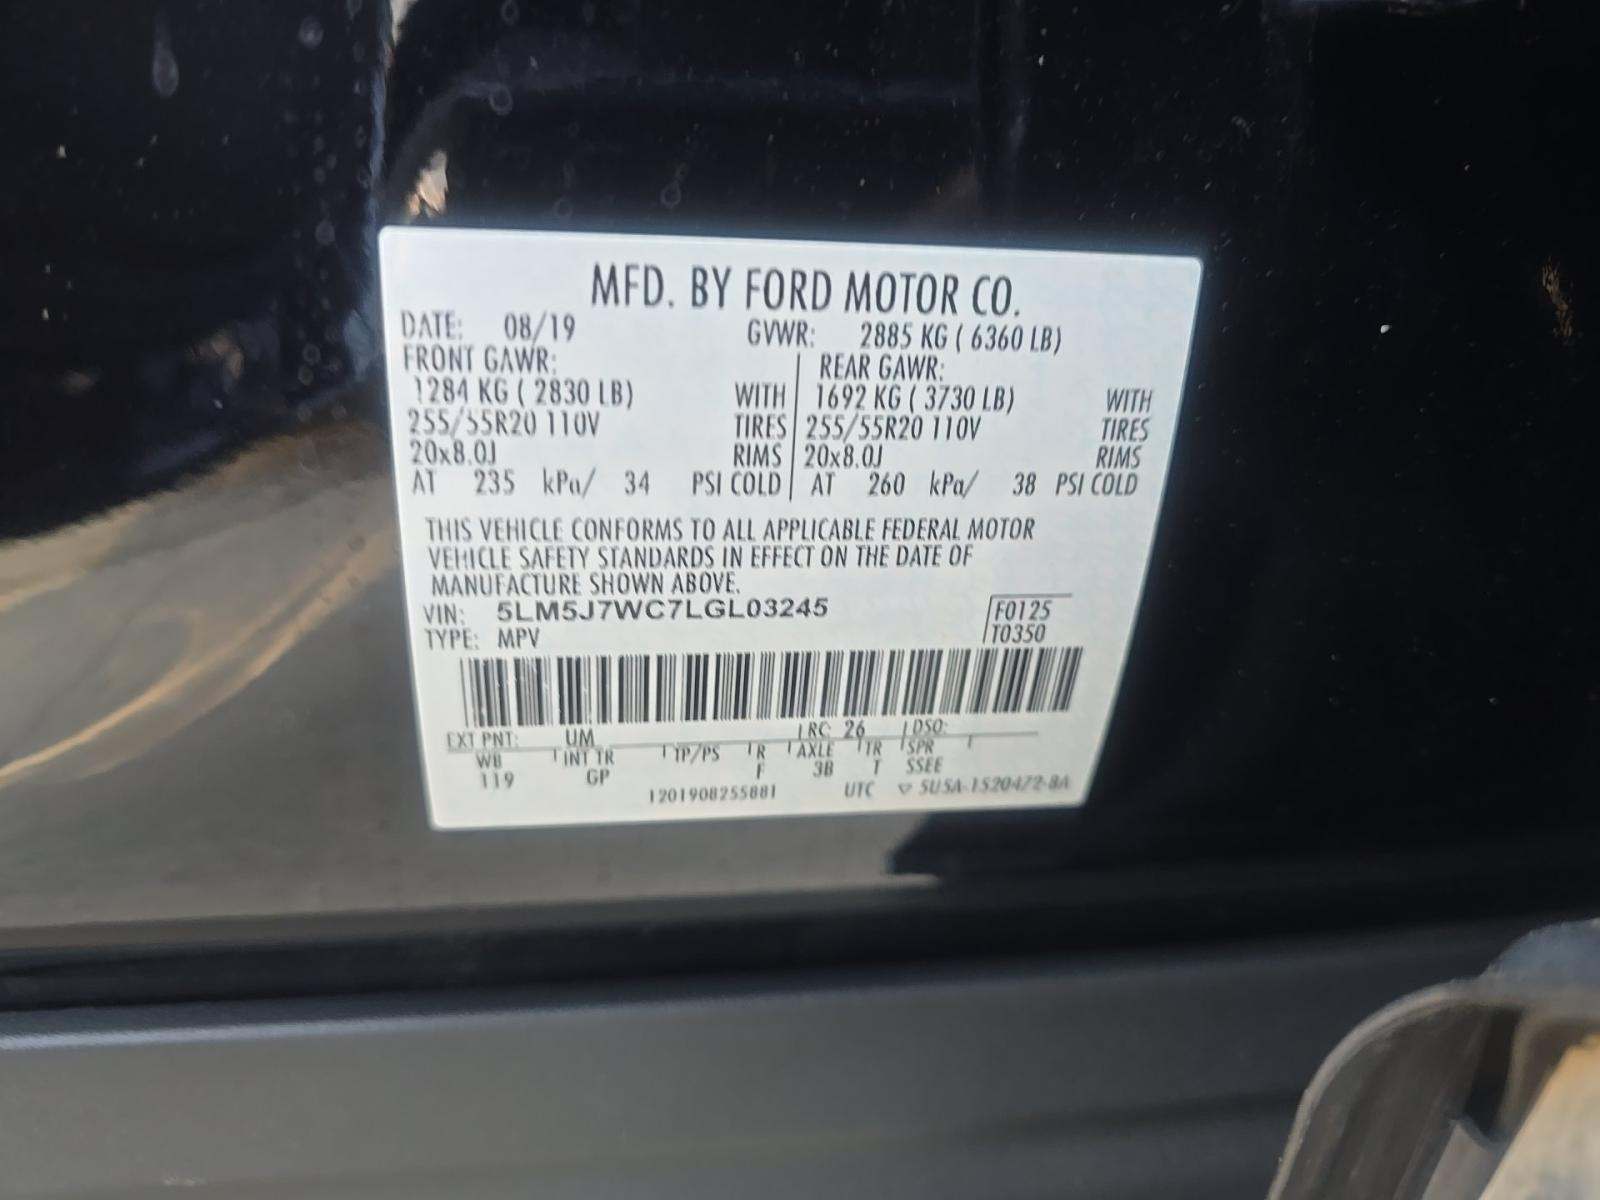 MFD. BY FORD MOTOR CO.
DATE: 08/19 GVWR: 2885 KG ( 6360 LB)
FRONT GAWR: REAR GAWR:
1284 KG ( 2830 LB) WITH 1692 KG ( 3730 LB) WITH
255/55R20 110V TIRES 255/55R20 110V TIRES
20x8.0J RIMS 20x8.0J RIMS
AT 235 kPa/ 34 PSI COLD AT 260 kPa/ 38 PSI COLD
THIS VEHICLE CONFORMS TO ALL APPLICABLE FEDERAL MOTOR
VEHICLE SAFETY STANDARDS IN EFFECT ON THE DATE OF
MANUFACTURE SHOWN ABOVE.
VIN: 5LM5J7WC7LGL03245 F0125
TYPE: MPV T0350
EXT PNT: UM RC: 26 DSO:
WB INT TR TP/PS R AXLE TR SPR
119 GP F 3B T SSEE
1201908255881 UTC ▽ 5U5A-1520472-8A